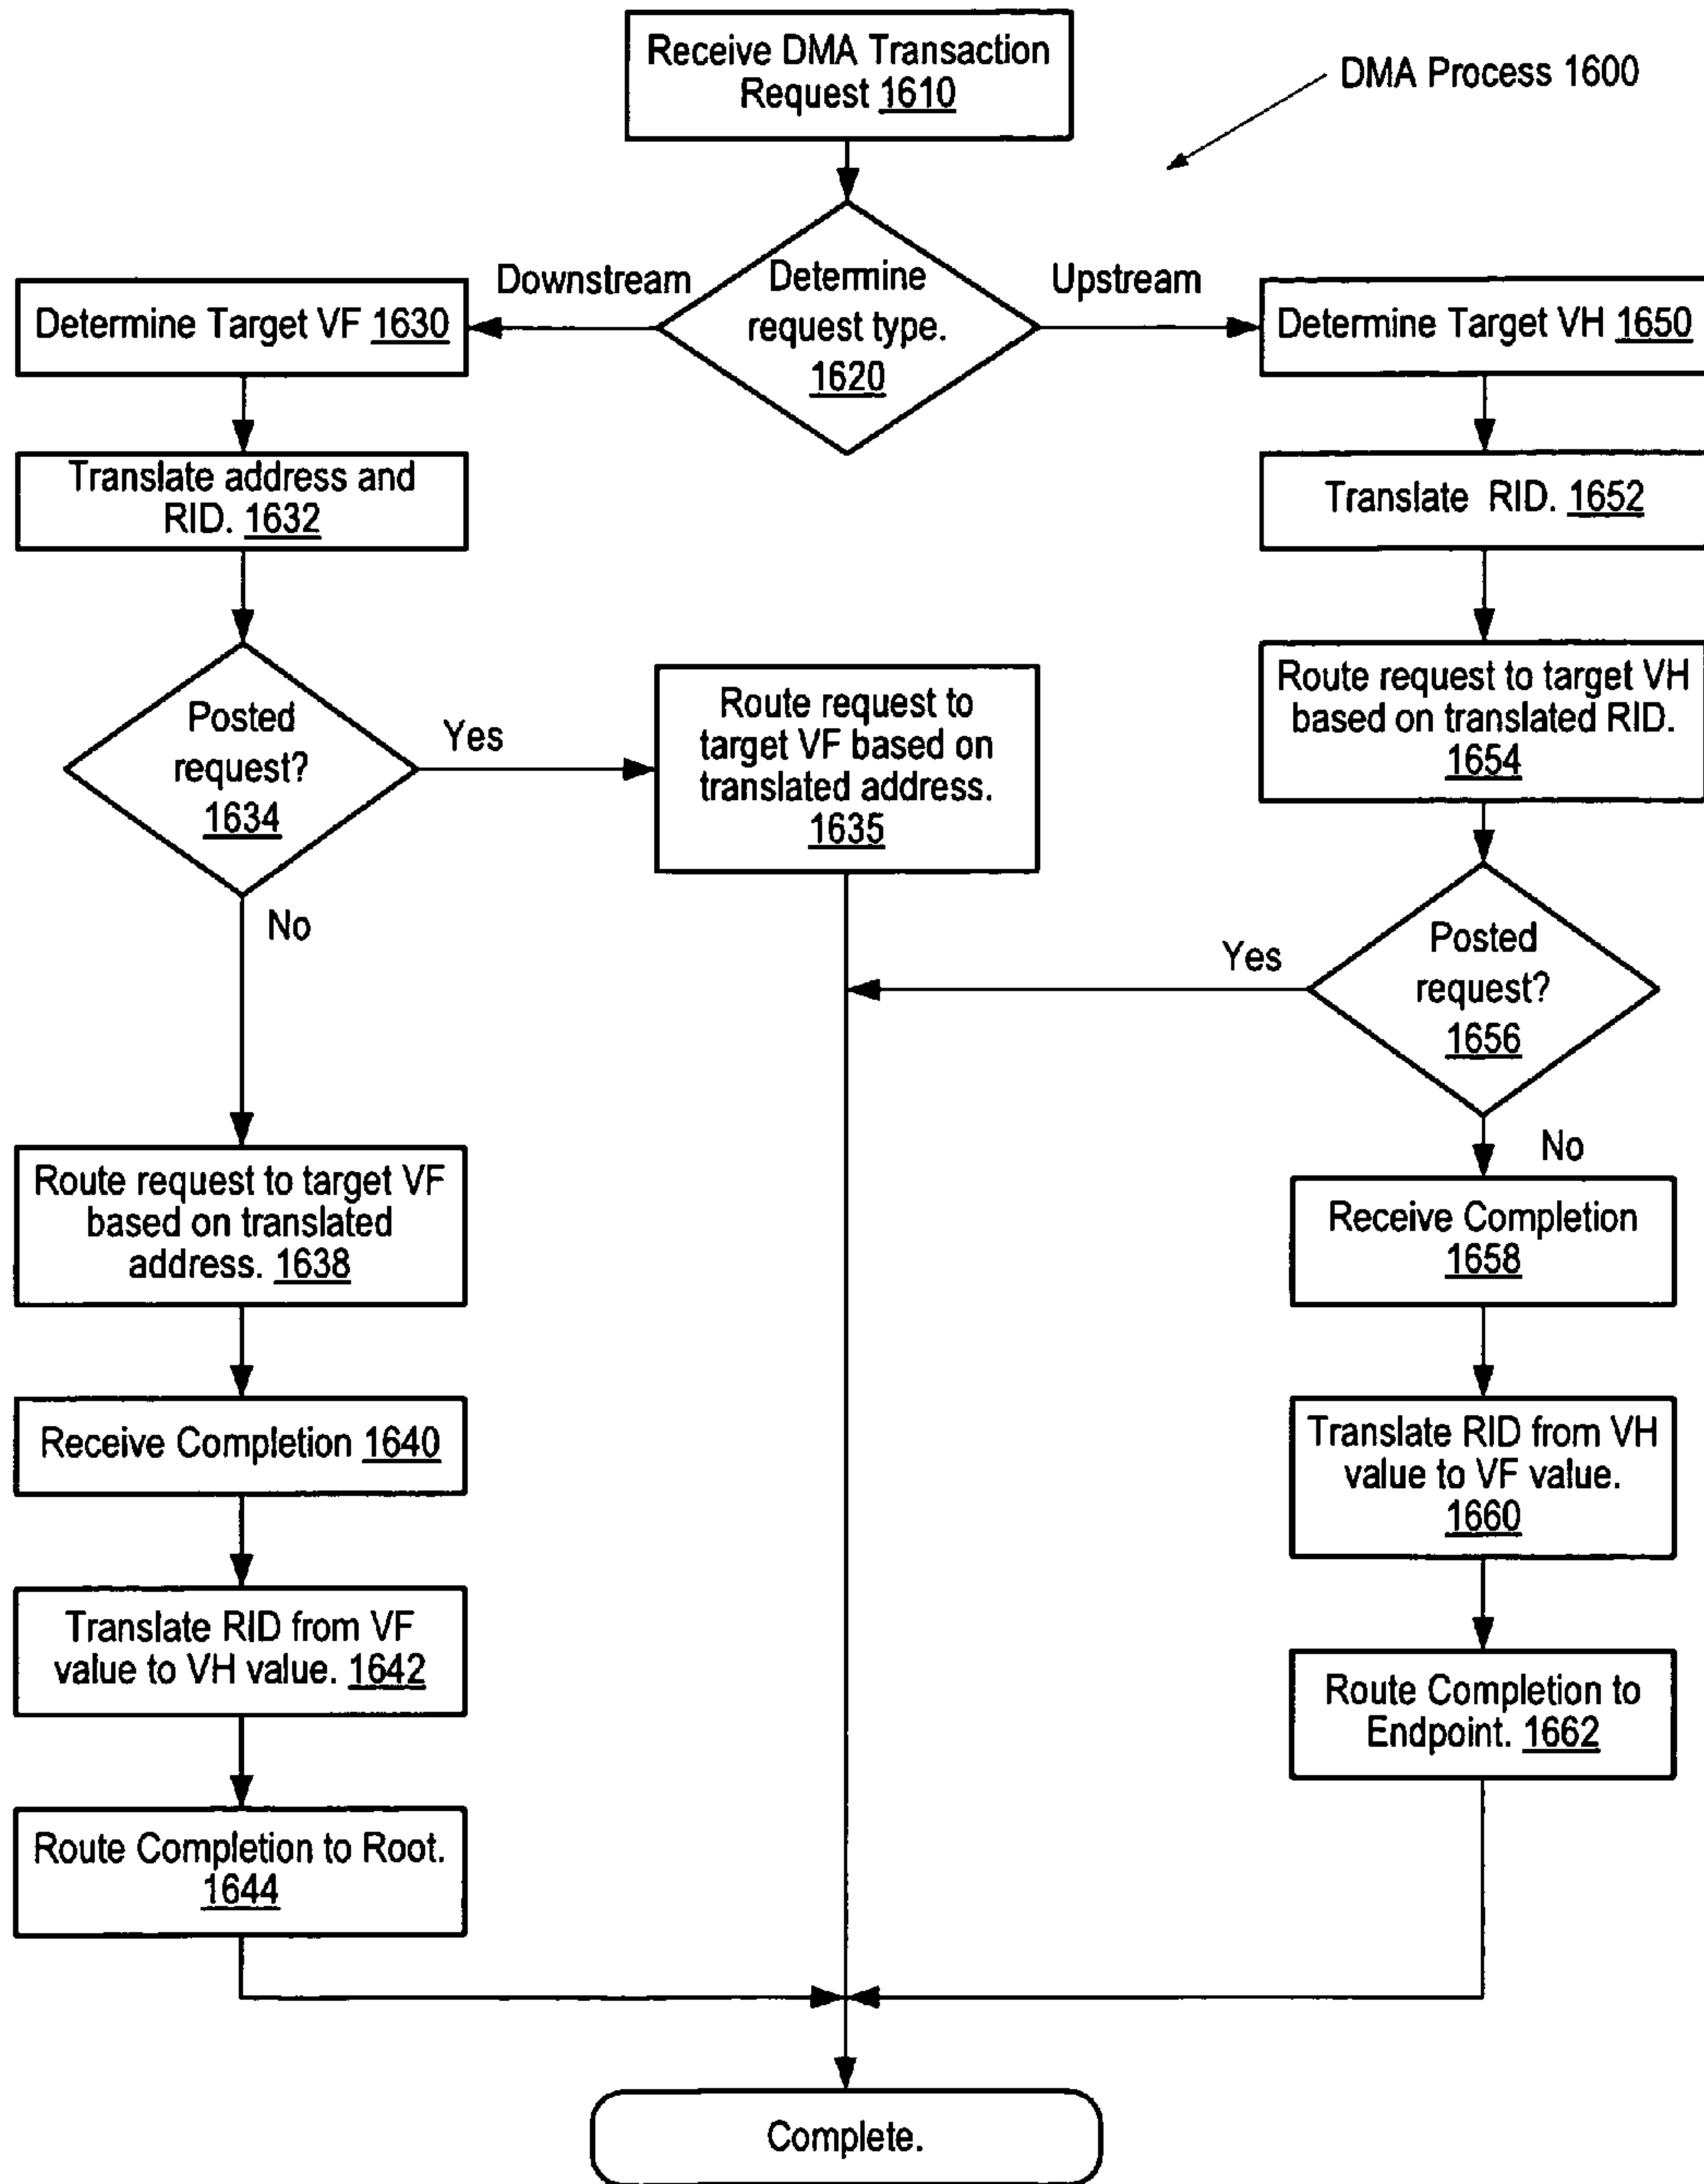 Receive DMA Transaction
Request 1610
DMA Process 1600
Downstream
Determine
request type.
1620
Upstream
Determine Target VF 1630
Determine Target VH 1650
Translate address and
RID. 1632
Translate RID. 1652
Posted
request?
1634
Yes
No
Route request to
target VF based on
translated address.
1635
Route request to target VH
based on translated RID.
1654
Posted
request?
1656
Yes
No
Route request to target VF
based on translated
address. 1638
Receive Completion
1658
Receive Completion 1640
Translate RID from VH
value to VF value.
1660
Translate RID from VF
value to VH value. 1642
Route Completion to
Endpoint. 1662
Route Completion to Root.
1644
Complete.